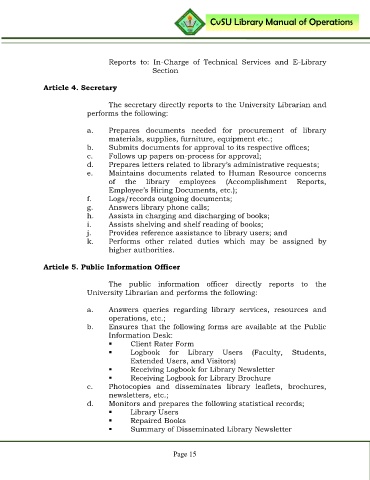 CvSU Library Manual of Operations
Reports to: In-Charge of Technical Services and E-Library
Section
Article 4. Secretary
The secretary directly reports to the University Librarian and
performs the following:
a. Prepares documents needed for procurement of library
materials, supplies, furniture, equipment etc.;
b. Submits documents for approval to its respective offices;
c. Follows up papers on-process for approval;
d. Prepares letters related to library's administrative requests;
e. Maintains documents related to Human Resource concerns
of the library employees (Accomplishment Reports,
Employee's Hiring Documents, etc.);
f. Logs/records outgoing documents;
g. Answers library phone calls;
h. Assists in charging and discharging of books;
i. Assists shelving and shelf reading of books;
j. Provides reference assistance to library users; and
k. Performs other related duties which may be assigned by
higher authorities.
Article 5. Public Information Officer
The public information officer directly reports to the
University Librarian and performs the following:
a. Answers queries regarding library services, resources and
operations, etc.;
b. Ensures that the following forms are available at the Public
Information Desk:
▪ Client Rater Form
▪ Logbook for Library Users (Faculty, Students,
Extended Users, and Visitors)
▪ Receiving Logbook for Library Newsletter
▪ Receiving Logbook for Library Brochure
c. Photocopies and disseminates library leaflets, brochures,
newsletters, etc.;
d. Monitors and prepares the following statistical records;
▪ Library Users
▪ Repaired Books
▪ Summary of Disseminated Library Newsletter
Page 15